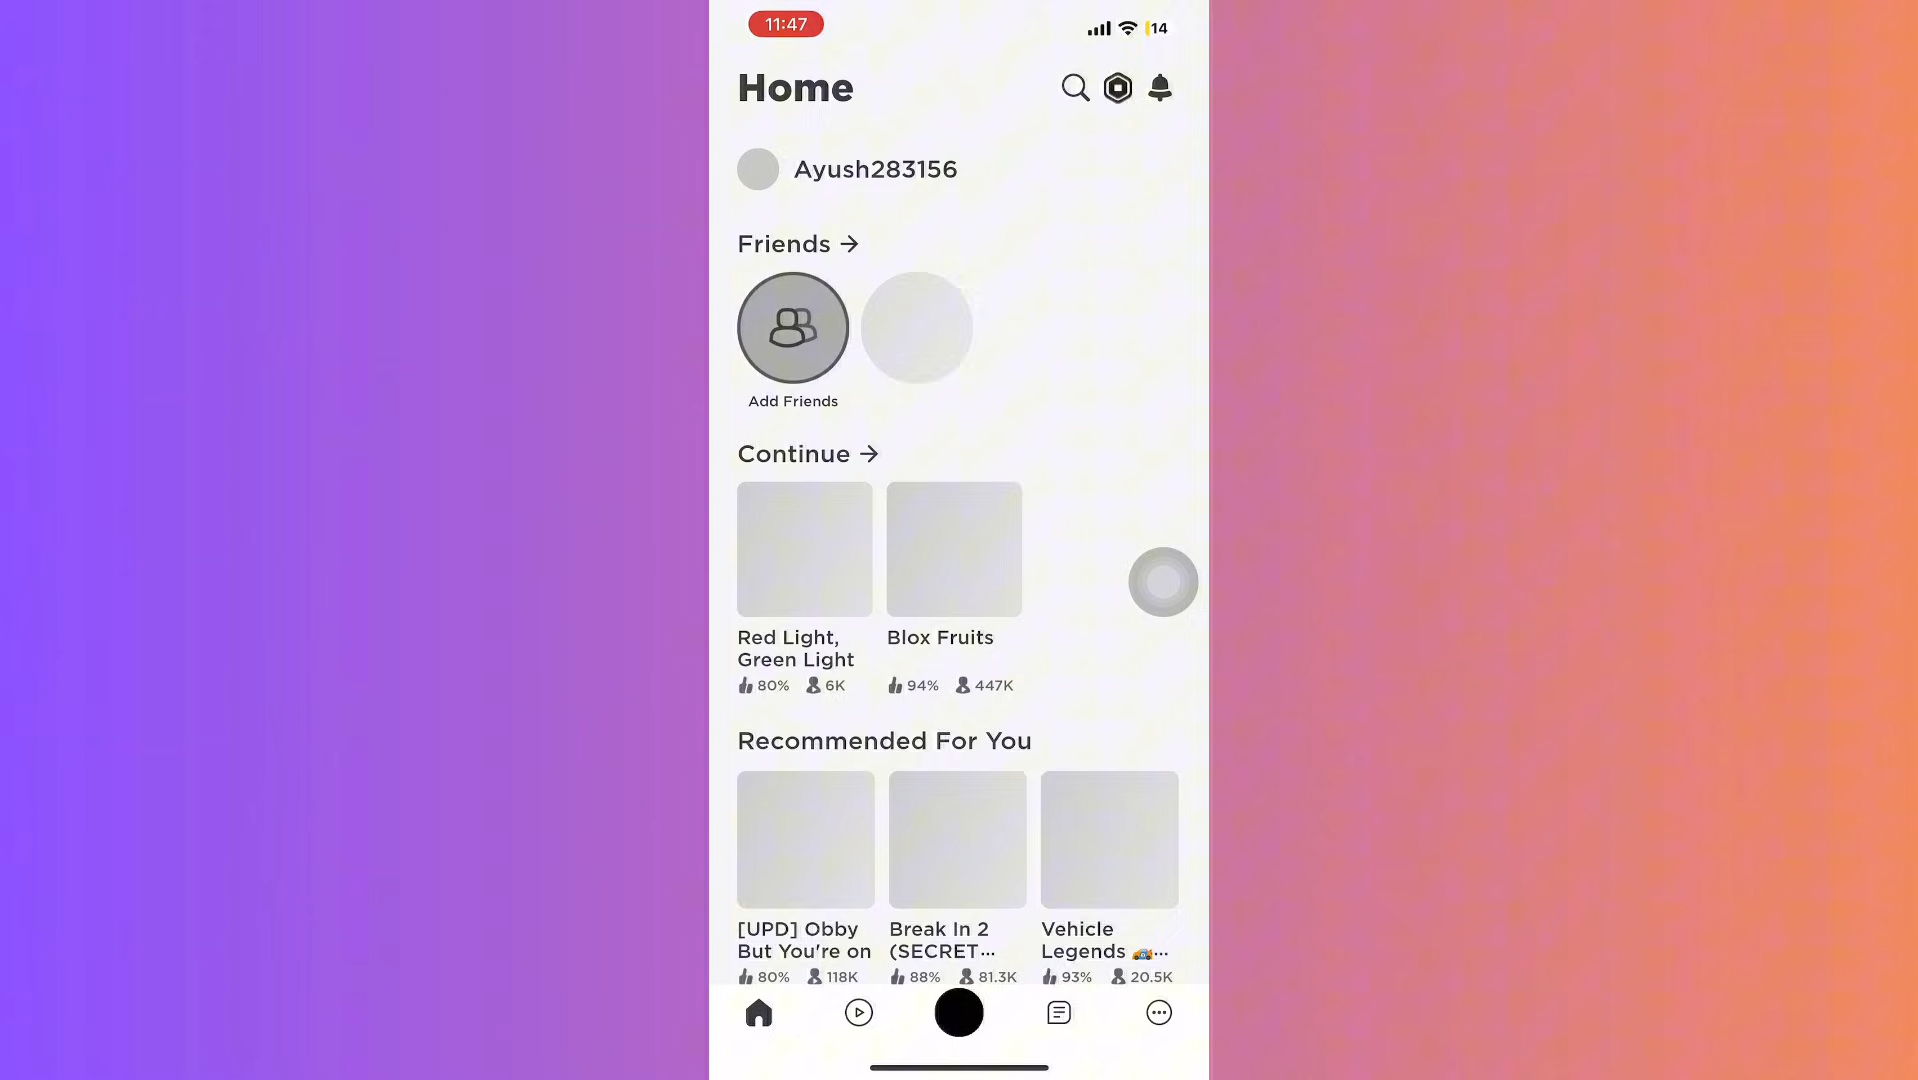 11:47
14
Home
Ayush283156
Friends →
Add Friends
Continue →
Red Light, Green Light
80% 6K
Blox Fruits
94% 447K
Recommended For You
[UPD] Obby But You're on
80% 118K
Break In 2 (SECRET...
88% 81.3K
Vehicle Legends 🚙...
93% 20.5K